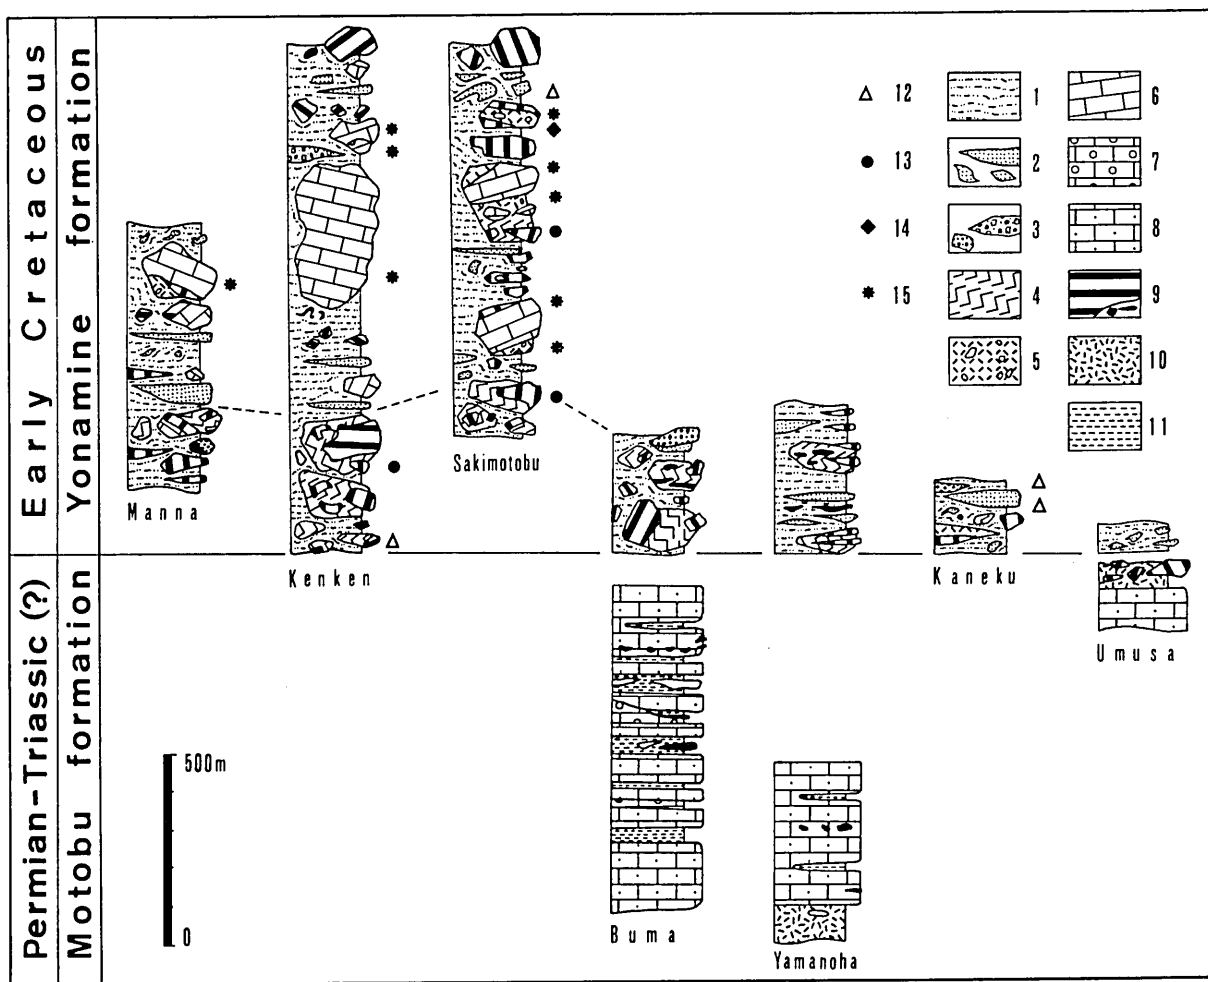 Early Cretaceous
Yonamine formation
Permian-Triassic (?)
Motobu formation
Manna
Kenken
Sakimotobu
Kaneku
Umusa
Buma
Yamanoha
500m
0
12
13
14
15
1
2
3
4
5
6
7
8
9
10
11